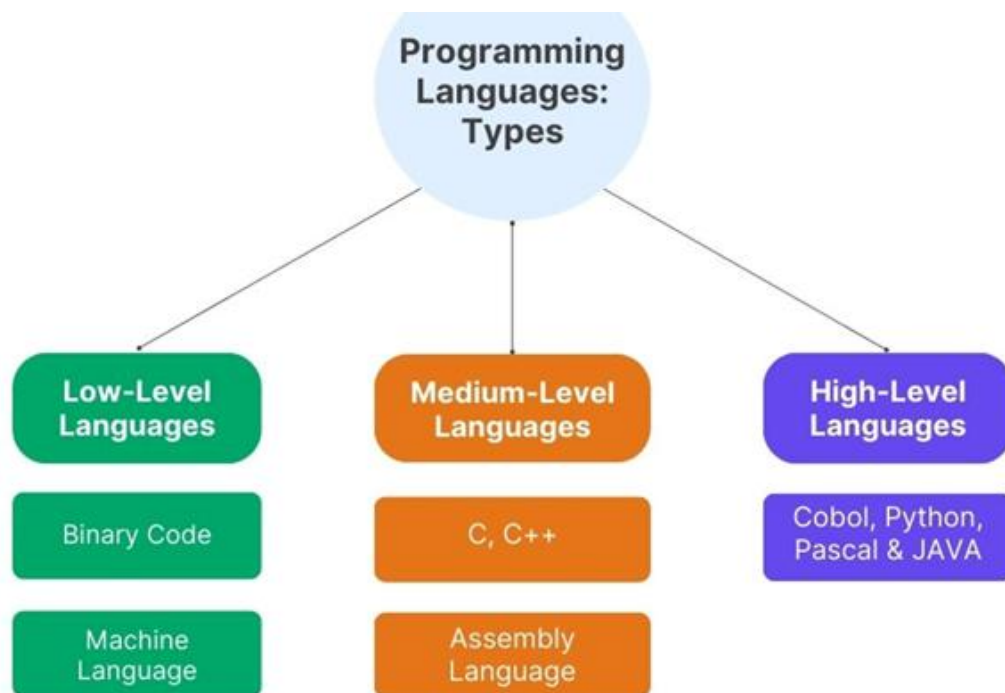 Programming
Languages:
Types
Low-Level
Languages
Medium-Level
Languages
High-Level
Languages
Binary Code
C, C++
Cobol, Python,
Pascal & JAVA
Machine
Language
Assembly
Language